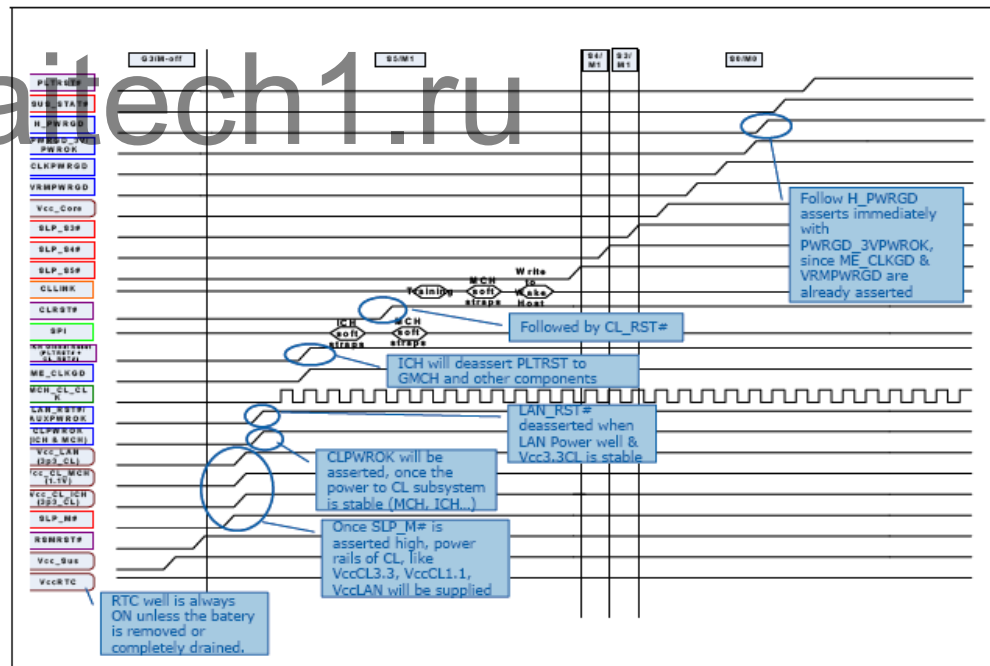 G3/M-off
S5/M1
S4/
M1
S3/
M1
S0/M0
aitech1.ru
PLTRST#
SUS_STAT#
H_PWRGD
PWROK
CLKPWRGD
VRMPWRGD
Vcc_Core
SLP_S3#
SLP_S4#
SLP_S5#
CLLINK
CLRST#
SPI
(PLTRST# +
ME_CLKGD
MCH_CL_CL
K
LAN_RST#/
AUXPWROK
CLPWROK
(ICH & MCH)
Vcc_LAN
(3p3_CL)
Vcc_CL_MCH
(1.1V)
Vcc_CL_ICH
(3p3_CL)
SLP_M#
RSMRST#
Vcc_Sus
VccRTC
Training
MCH
soft
straps
Write
to
Wake
Host
ICH
soft
straps
MCH
soft
straps
Follow H_PWRGD
asserts immediately
with
PWRGD_3VPWROK,
since ME_CLKGD &
VRMPWRGD are
already asserted
Followed by CL_RST#
ICH will deassert PLTRST to
GMCH and other components
LAN_RST#
deasserted when
LAN Power well &
Vcc3.3CL is stable
CLPWROK will be
asserted, once the
power to CL subsystem
is stable (MCH, ICH...)
Once SLP_M# is
asserted high, power
rails of CL, like
VccCL3.3, VccCL1.1,
VccLAN will be supplied
RTC well is always
ON unless the batery
is removed or
completely drained.